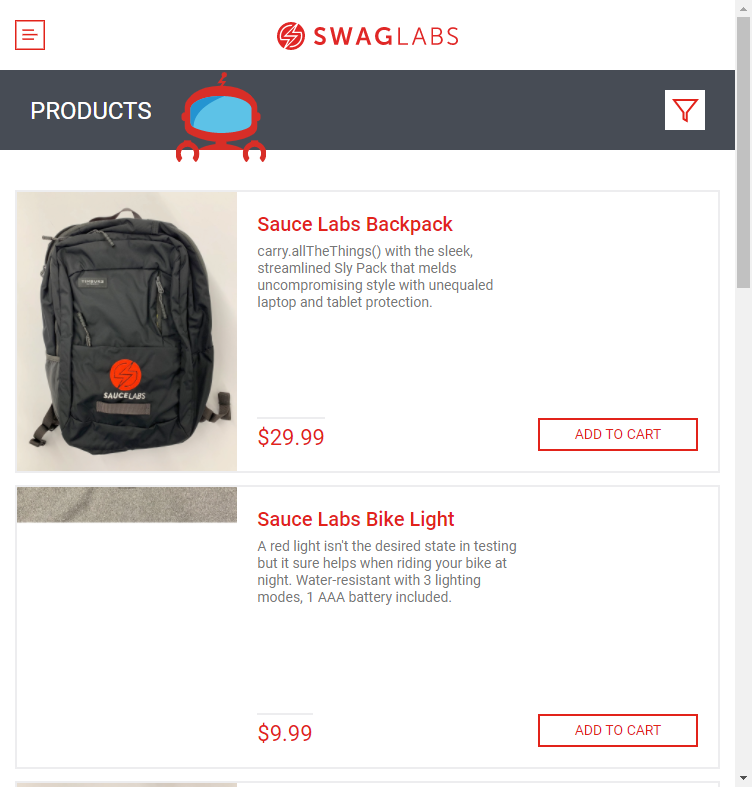 SWAGLABS
PRODUCTS
Sauce Labs Backpack
carry.allTheThings() with the sleek,
streamlined Sly Pack that melds
uncompromising style with unequaled
laptop and tablet protection.
SAUCELABS
$29.99
ADD TO CART
Sauce Labs Bike Light
A red light isn't the desired state in testing
but it sure helps when riding your bike at
night. Water-resistant with 3 lighting
modes, 1 AAA battery included.
$9.99
ADD TO CART